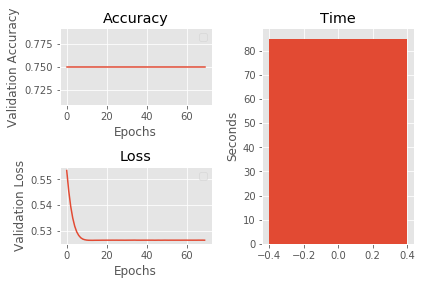 Accuracy
0.775
0.750
0.725
Validation Accuracy
0 20 40 60
Epochs
Loss
0.55
0.54
0.53
Validation Loss
0 20 40 60
Epochs
Time
80
70
60
50
40
30
20
10
0
Seconds
−0.4 −0.2 0.0 0.2 0.4